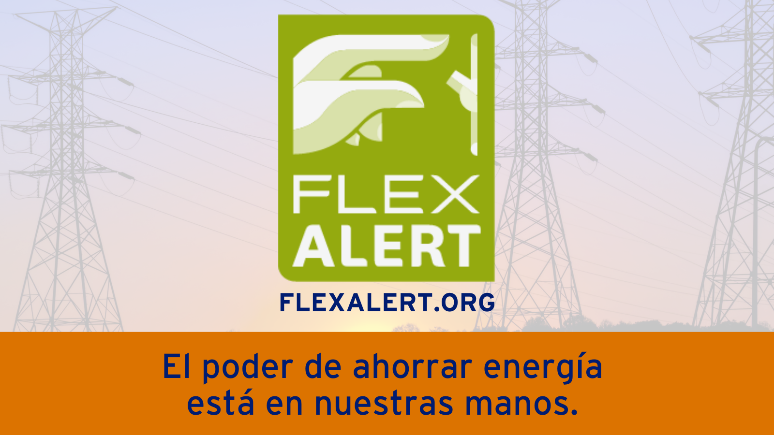 FLEX
ALERT
FLEXALERT.ORG
El poder de ahorrar energía
está en nuestras manos.